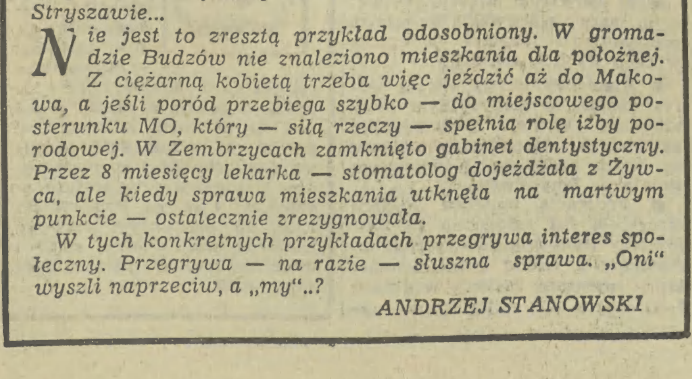 Stryszawie...
Nie jest to zresztą przykład odosobniony. W groma-
dzie Budzów nie znaleziono mieszkania dla położnej.
Z ciężarną kobietą trzeba więc jeździć aż do Mako-
wa, a jeśli poród przebiega szybko — do miejscowego po-
sterunku MO, który — siłą rzeczy — spełnia rolę izby po-
rodowej. W Zembrzycach zamknięto gabinet dentystyczny.
Przez 8 miesięcy lekarka — stomatolog dojeżdżała z Żyw-
ca, ale kiedy sprawa mieszkania utknęła na martwym
punkcie — ostatecznie zrezygnowała.
W tych konkretnych przykładach przegrywa interes spo-
łeczny. Przegrywa — na razie — słuszna sprawa. „Oni"
wyszli naprzeciw, a „my"..?
ANDRZEJ STANOWSKI